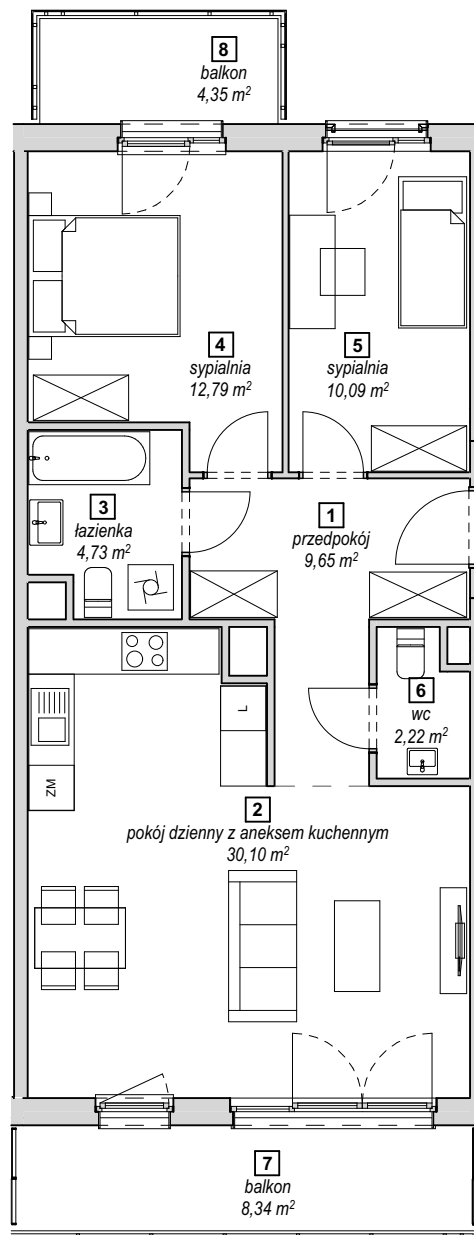 8
balkon
4,35 m²
4
sypialnia
12,79 m²
5
sypialnia
10,09 m²
3
łazienka
4,73 m²
1
przedpokój
9,65 m²
6
wc
2,22 m²
L
ZM
2
pokój dzienny z aneksem kuchennym
30,10 m²
7
balkon
8,34 m²